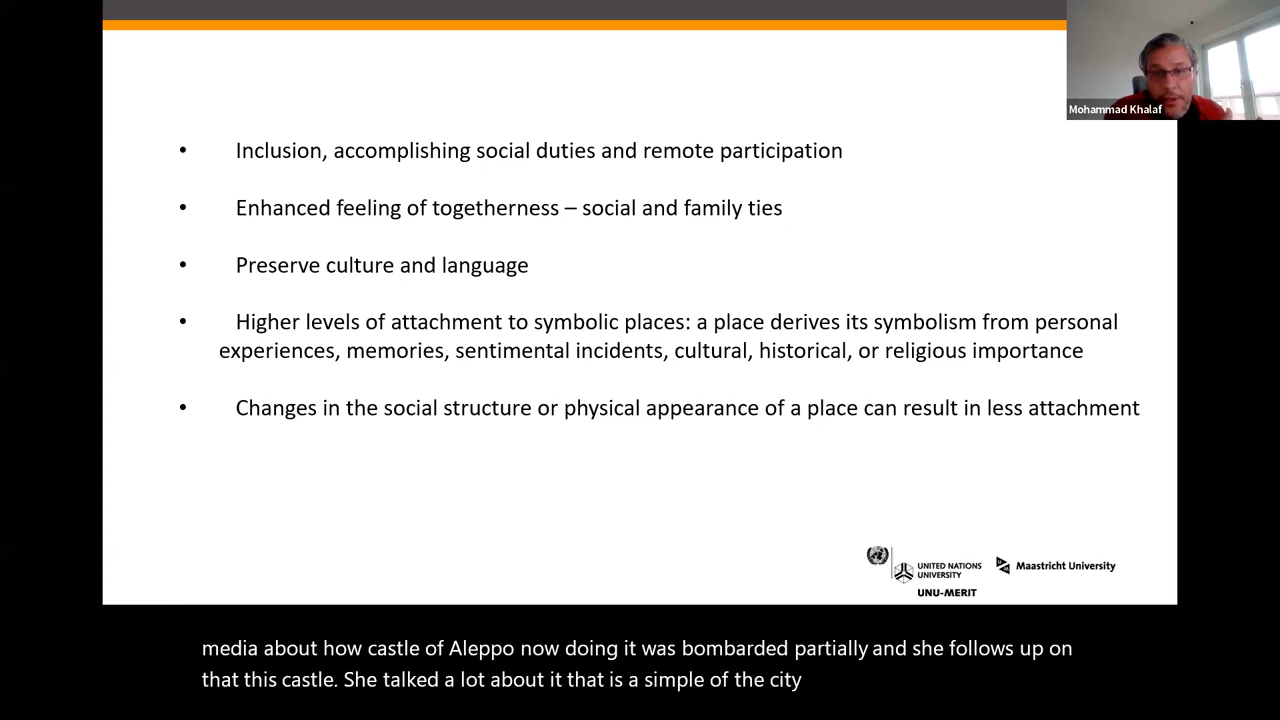 Mohammad Khalaf
• Inclusion, accomplishing social duties and remote participation
• Enhanced feeling of togetherness – social and family ties
• Preserve culture and language
• Higher levels of attachment to symbolic places: a place derives its symbolism from personal
experiences, memories, sentimental incidents, cultural, historical, or religious importance
• Changes in the social structure or physical appearance of a place can result in less attachment
UNITED NATIONS
UNIVERSITY
UNU-MERIT
Maastricht University
media about how castle of Aleppo now doing it was bombarded partially and she follows up on
that this castle. She talked a lot about it that is a simple of the city